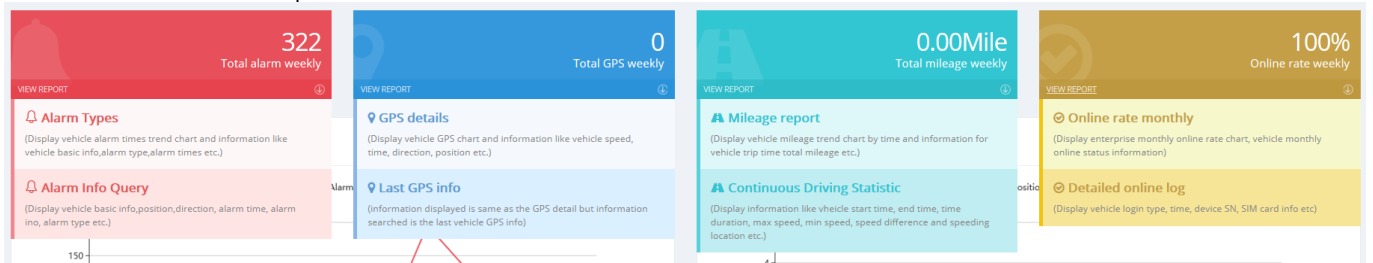 322
Total alarm weekly
VIEW REPORT
Alarm Types
(Display vehicle alarm times trend chart and information like
vehicle basic info,alarm type,alarm times etc.)
Alarm Info Query
(Display vehicle basic info,position,direction, alarm time, alarm
ino, alarm type etc.)
0
Total GPS weekly
VIEW REPORT
GPS details
(Display vehicle GPS chart and information like vehicle speed,
time, direction, position etc.)
Last GPS info
(information displayed is same as the GPS detail but information
searched is the last vehicle GPS info)
0.00Mile
Total mileage weekly
VIEW REPORT
Mileage report
(Display vehicle mileage trend chart by time and information for
vehicle trip time total mileage etc.)
Continuous Driving Statistic
(Display information like vheicle start time, end time, time
duration, max speed, min speed, speed difference and speeding
location etc.)
100%
Online rate weekly
VIEW REPORT
Online rate monthly
(Display enterprise monthly online rate chart, vehicle monthly
online status information)
Detailed online log
(Display vehicle login type, time, device SN, SIM card info etc)
Alarm
ositio
150